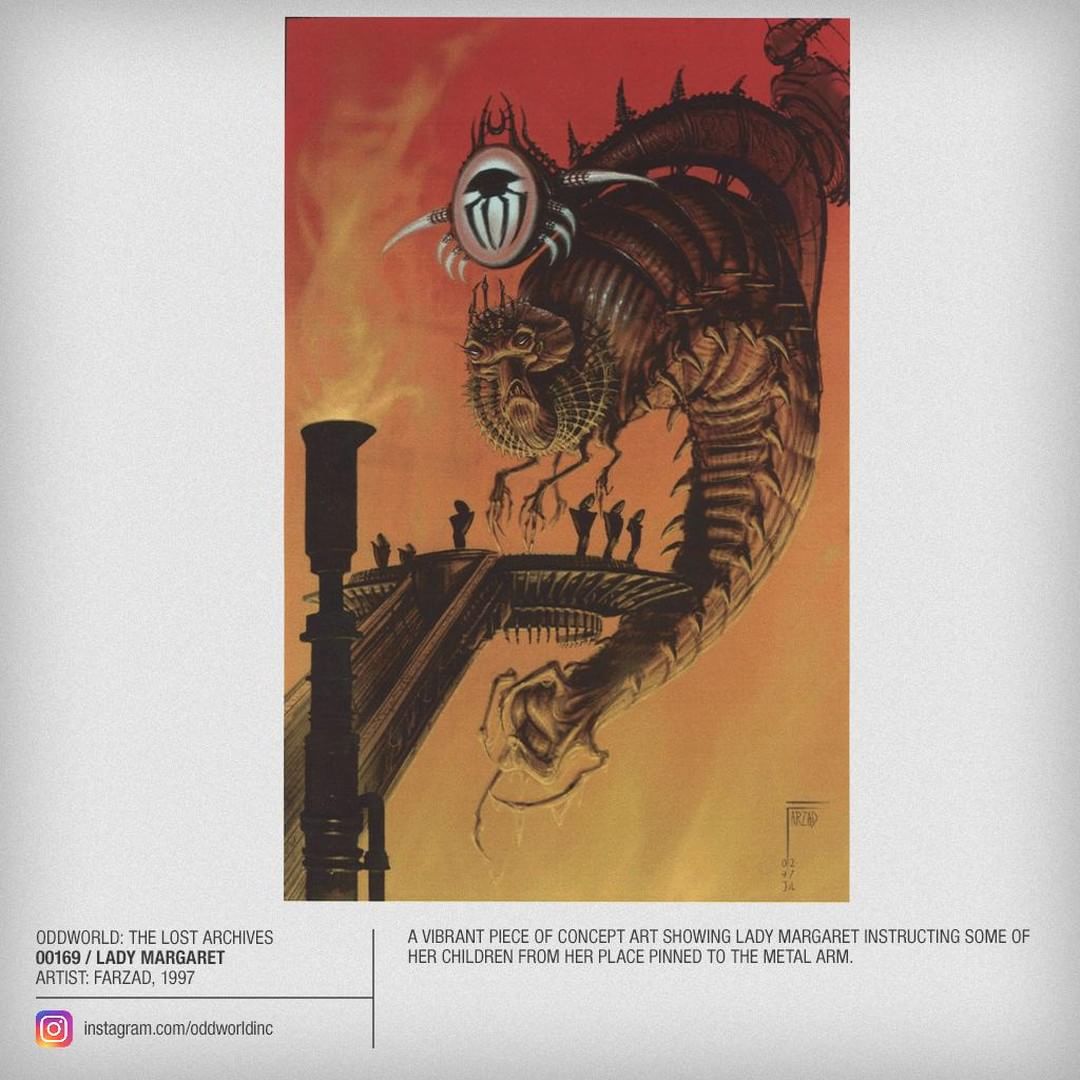 FARZAD
ODDWORLD: THE LOST ARCHIVES
00169 / LADY MARGARET
ARTIST: FARZAD, 1997
instagram.com/oddworldinc
A VIBRANT PIECE OF CONCEPT ART SHOWING LADY MARGARET INSTRUCTING SOME OF
HER CHILDREN FROM HER PLACE PINNED TO THE METAL ARM.